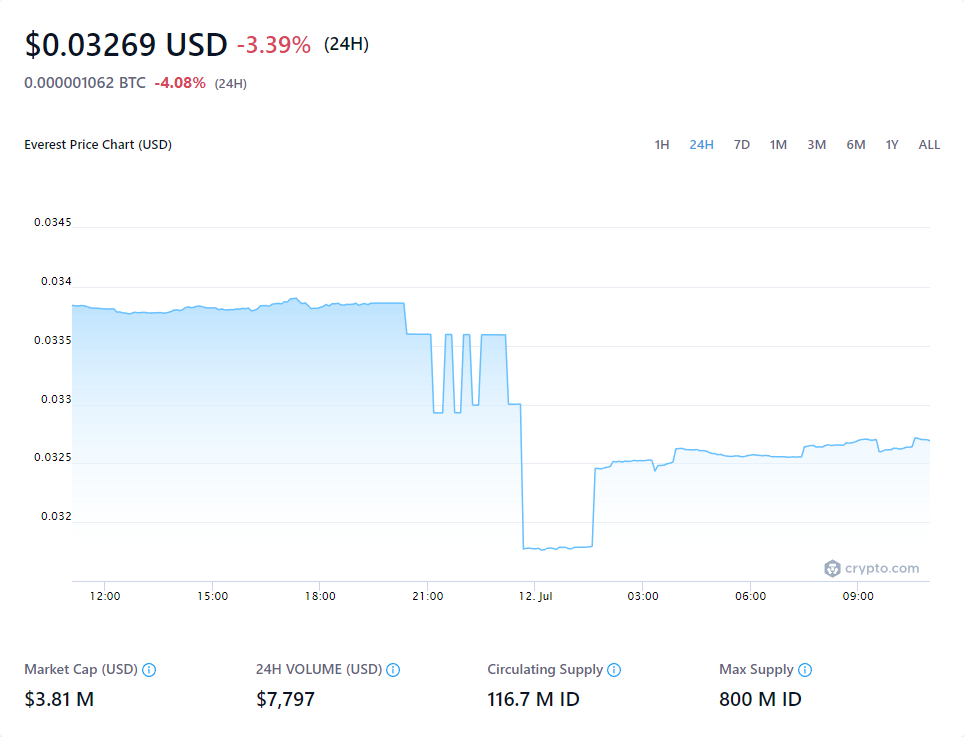 $0.03269 USD -3.39% (24H)
0.000001062 BTC -4.08% (24H)
Everest Price Chart (USD) 1H 24H 7D 1M 3M 6M 1Y ALL
0.0345
0.034
0.0335
0.033
0.0325
0.032
crypto.com
12:00 15:00 18:00 21:00 12. Jul 03:00 06:00 09:00
Market Cap (USD) 24H VOLUME (USD) Circulating Supply Max Supply
$3.81 M $7,797 116.7 M ID 800 M ID